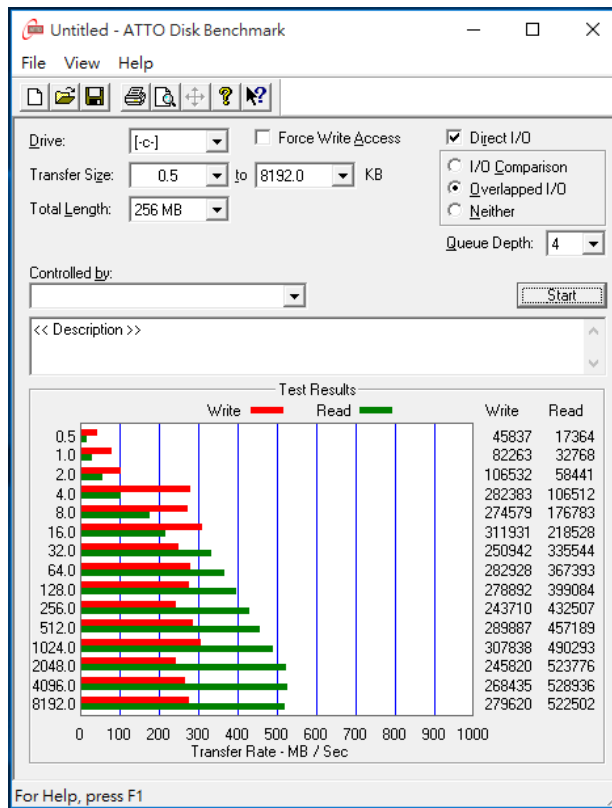 Untitled - ATTO Disk Benchmark
File View Help
Drive: [-c-] Force Write Access Direct I/O
Transfer Size: 0.5 to 8192.0 KB I/O Comparison
Overlapped I/O
Total Length: 256 MB Neither
Queue Depth: 4
Controlled by:
Start
<< Description >>
Test Results
Write Read Write Read
0.5 45837 17364
1.0 82263 32768
2.0 106532 58441
4.0 282383 106512
8.0 274579 176783
16.0 311931 218528
32.0 250942 335544
64.0 282928 367393
128.0 278892 399084
256.0 243710 432507
512.0 289887 457189
1024.0 307838 490293
2048.0 245820 523776
4096.0 268435 528936
8192.0 279620 522502
0 100 200 300 400 500 600 700 800 900 1000
Transfer Rate - MB / Sec
For Help, press F1